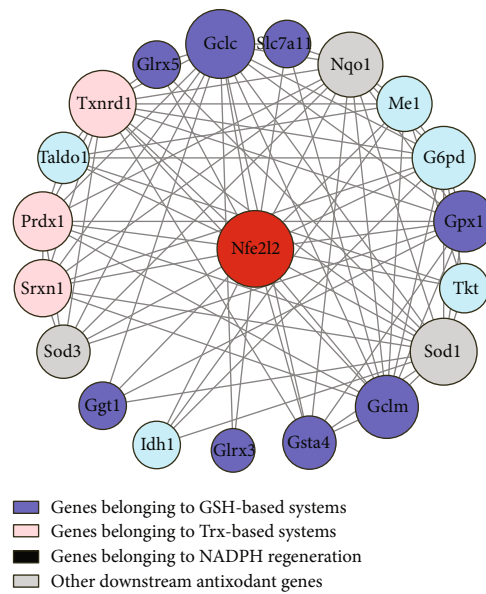 Gclc
Slc7a11
Glrx5
Nqo1
Txnrd1
Me1
Taldo1
G6pd
Prdx1
Gpx1
Nfe2l2
Srxn1
Tkt
Sod3
Sod1
Ggt1
Gclm
Idh1
Glrx3
Gsta4
Genes belonging to GSH-based systems
Genes belonging to Trx-based systems
Genes belonging to NADPH regeneration
Other downstream antixodant genes